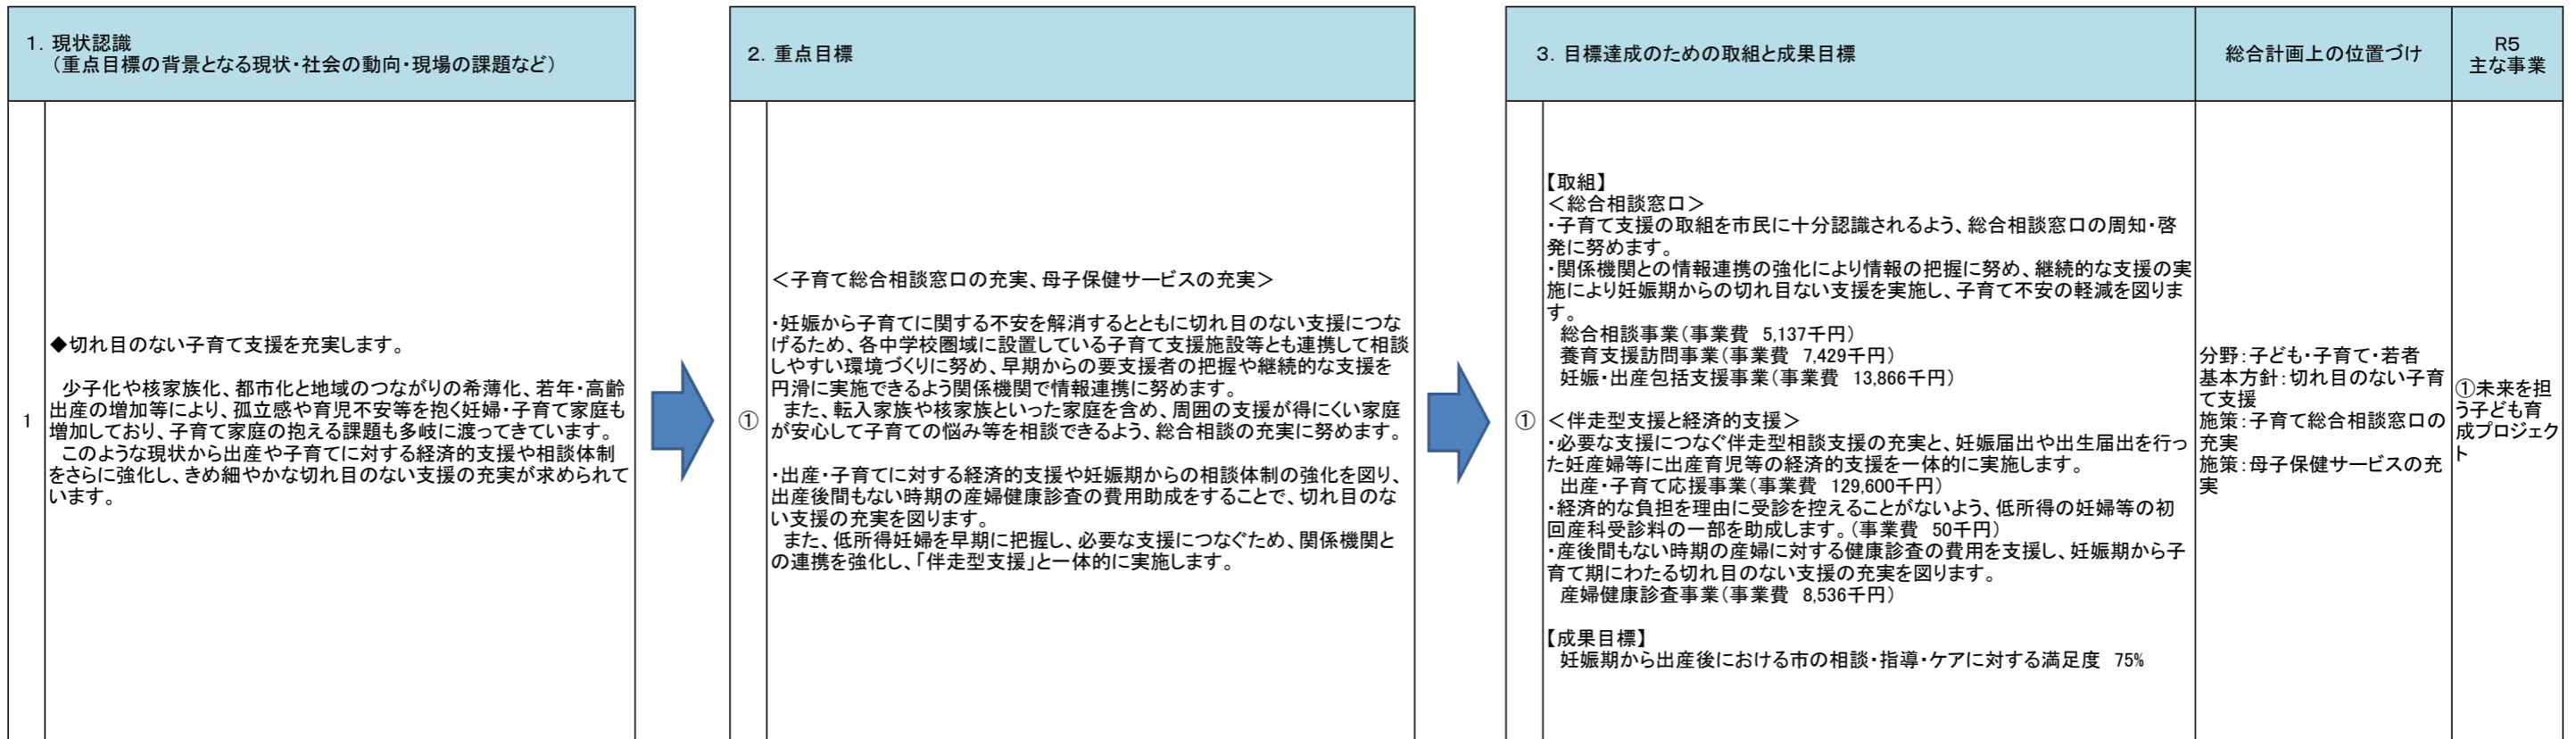 1．現状認識
（重点目標の背景となる現状・社会の動向・現場の課題など）
2．重点目標
3．目標達成のための取組と成果目標
総合計画上の位置づけ
R5
主な事業
1
◆切れ目のない子育て支援を充実します。
少子化や核家族化、都市化と地域のつながりの希薄化、若年・高齢
出産の増加等により、孤立感や育児不安等を抱く妊婦・子育て家庭も
増加しており、子育て家庭の抱える課題も多岐に渡ってきています。
このような現状から出産や子育てに対する経済的支援や相談体制
をさらに強化し、きめ細やかな切れ目のない支援の充実が求められて
います。
①
＜子育て総合相談窓口の充実、母子保健サービスの充実＞
・妊娠から子育てに関する不安を解消するとともに切れ目のない支援につな
げるため、各中学校圏域に設置している子育て支援施設等とも連携して相談
しやすい環境づくりに努め、早期からの要支援者の把握や継続的な支援を
円滑に実施できるよう関係機関で情報連携に努めます。
また、転入家族や核家族といった家庭を含め、周囲の支援が得にくい家庭
が安心して子育ての悩み等を相談できるよう、総合相談の充実に努めます。
・出産・子育てに対する経済的支援や妊娠期からの相談体制の強化を図り、
出産後間もない時期の産婦健康診査の費用助成をすることで、切れ目のな
い支援の充実を図ります。
また、低所得妊婦を早期に把握し、必要な支援につなぐため、関係機関と
の連携を強化し、「伴走型支援」と一体的に実施します。
①
【取組】
＜総合相談窓口＞
・子育て支援の取組を市民に十分認識されるよう、総合相談窓口の周知・啓
発に努めます。
・関係機関との情報連携の強化により情報の把握に努め、継続的な支援の実
施により妊娠期からの切れ目ない支援を実施し、子育て不安の軽減を図りま
す。
総合相談事業（事業費 5,137千円）
養育支援訪問事業（事業費 7,429千円）
妊娠・出産包括支援事業（事業費 13,866千円）
＜伴走型支援と経済的支援＞
・必要な支援につなぐ伴走型相談支援の充実と、妊娠届出や出生届出を行っ
た妊産婦等に出産育児等の経済的支援を一体的に実施します。
出産・子育て応援事業（事業費 129,600千円）
・経済的な負担を理由に受診を控えることがないよう、低所得の妊婦等の初
回産科受診料の一部を助成します。（事業費 50千円）
・産後間もない時期の産婦に対する健康診査の費用を支援し、妊娠期から子
育て期にわたる切れ目のない支援の充実を図ります。
産婦健康診査事業（事業費 8,536千円）
【成果目標】
妊娠期から出産後における市の相談・指導・ケアに対する満足度 75%
分野：子ども・子育て・若者
基本方針：切れ目のない子育
て支援
施策：子育て総合相談窓口の
充実
施策：母子保健サービスの充
実
①未来を担
う子ども育
成プロジェク
ト